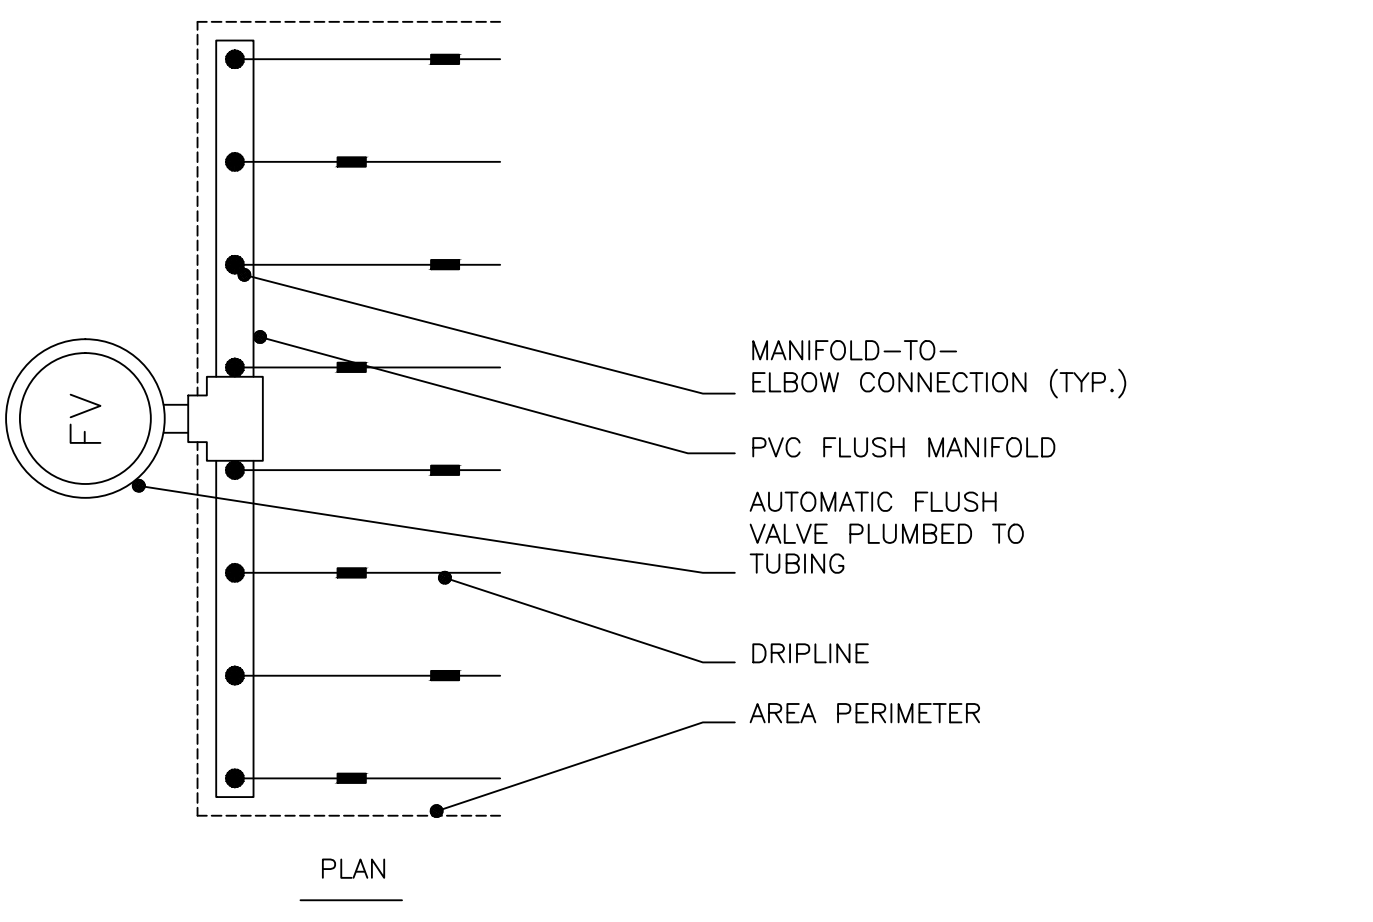 FV
MANIFOLD-TO-
ELBOW CONNECTION (TYP.)
PVC FLUSH MANIFOLD
AUTOMATIC FLUSH
VALVE PLUMBED TO
TUBING
DRIPLINE
AREA PERIMETER
PLAN